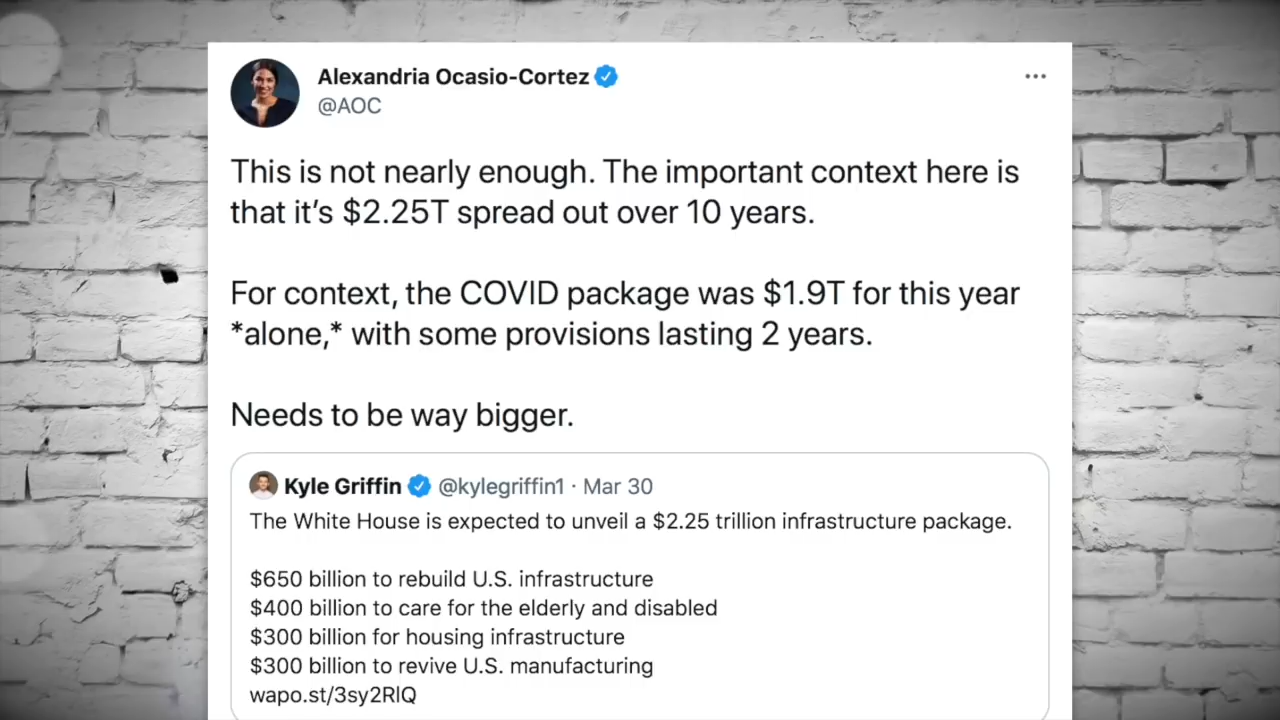 Alexandria Ocasio-Cortez
@AOC
This is not nearly enough. The important context here is
that it’s $2.25T spread out over 10 years.
For context, the COVID package was $1.9T for this year
*alone,* with some provisions lasting 2 years.
Needs to be way bigger.
Kyle Griffin @kylegriffin1 · Mar 30
The White House is expected to unveil a $2.25 trillion infrastructure package.
$650 billion to rebuild U.S. infrastructure
$400 billion to care for the elderly and disabled
$300 billion for housing infrastructure
$300 billion to revive U.S. manufacturing
wapo.st/3sy2RlQ